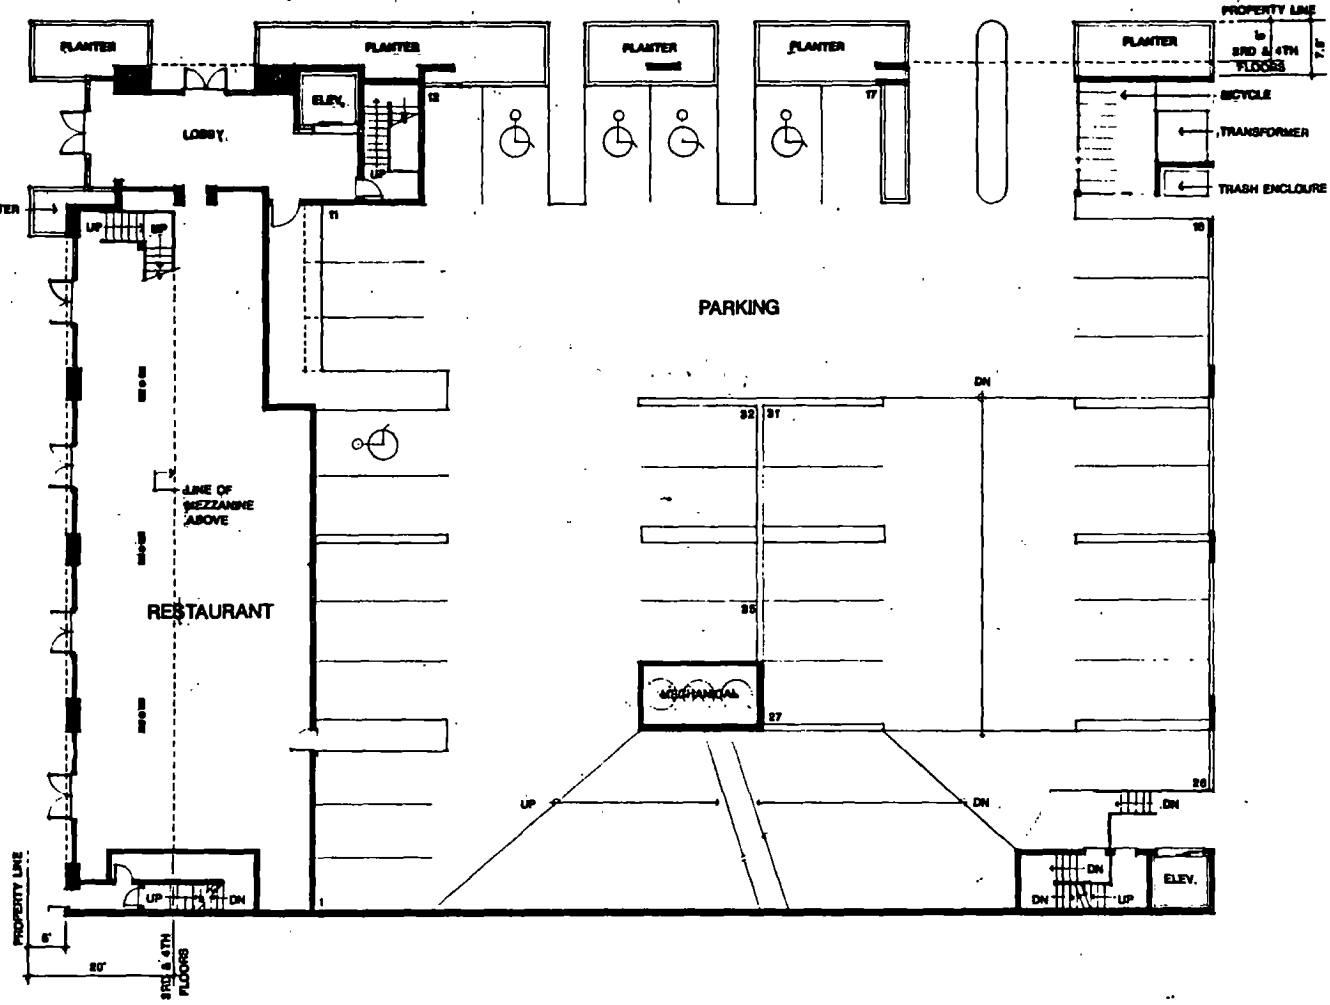 PROPERTY LINE
PLANTER
PLANTER
PLANTER
PLANTER
PLANTER
to
3RD & 4TH
FLOORS
7.5'
ELEV.
12
17
BICYCLE
LOBBY
TRANSFORMER
UP
TRASH ENCLOURE
TER
11
UP
UP
18
PARKING
DN
32
31
LINE OF
MEZZANINE
ABOVE
RESTAURANT
35
MECHANICAL
27
26
UP
DN
DN
PROPERTY LINE
UP
DN
1
DN
DN
UP
ELEV.
5'
20'
3RD & 4TH
FLOORS